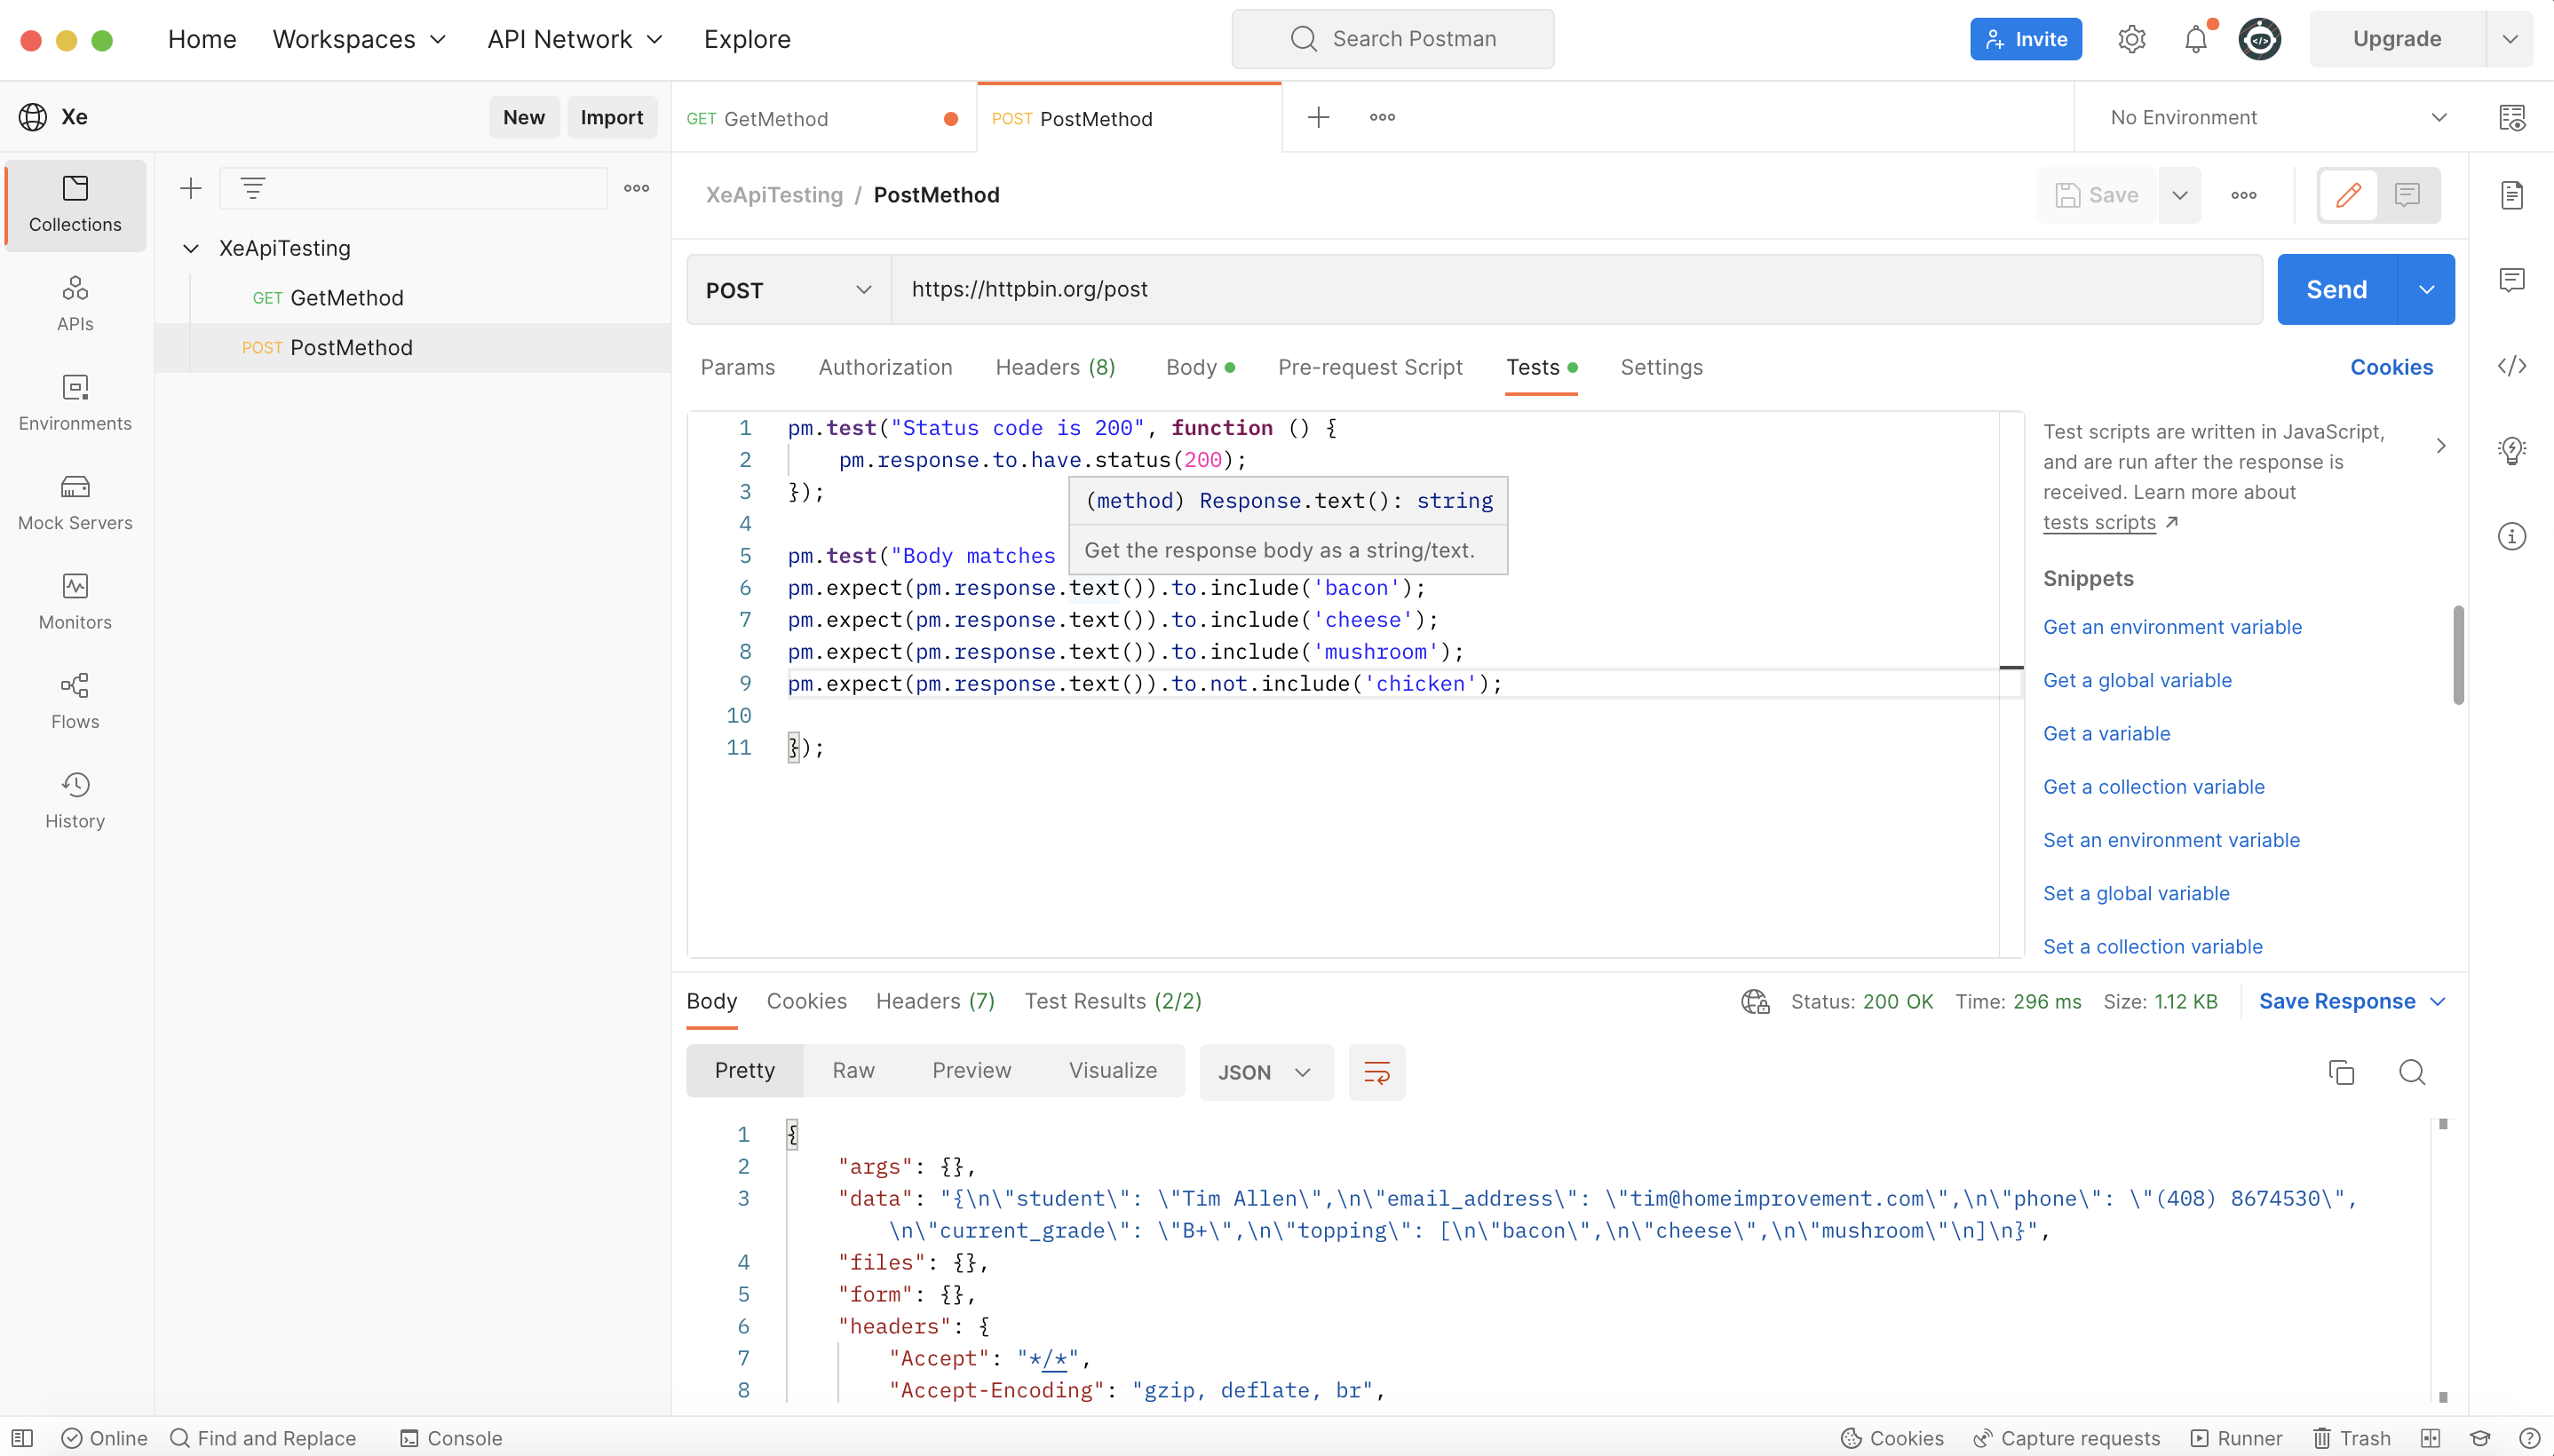 Home Workspaces API Network Explore Search Postman Invite Upgrade
Xe New Import GET GetMethod POST PostMethod No Environment
Collections
APIs
Environments
Mock Servers
Monitors
Flows
History
XeApiTesting
GET GetMethod
POST PostMethod
XeApiTesting / PostMethod Save
POST https://httpbin.org/post Send
Params Authorization Headers (8) Body Pre-request Script Tests Settings Cookies
1 pm.test("Status code is 200", function () {
2 pm.response.to.have.status(200);
3 });
4
5 pm.test("Body matches
6 pm.expect(pm.response.text()).to.include('bacon');
7 pm.expect(pm.response.text()).to.include('cheese');
8 pm.expect(pm.response.text()).to.include('mushroom');
9 pm.expect(pm.response.text()).to.not.include('chicken');
10
11 });
(method) Response.text(): string
Get the response body as a string/text.
Test scripts are written in JavaScript,
and are run after the response is
received. Learn more about
tests scripts ↗
Snippets
Get an environment variable
Get a global variable
Get a variable
Get a collection variable
Set an environment variable
Set a global variable
Set a collection variable
Body Cookies Headers (7) Test Results (2/2) Status: 200 OK Time: 296 ms Size: 1.12 KB Save Response
Pretty Raw Preview Visualize JSON
1 {
2 "args": {},
3 "data": "{\n\"student\": \"Tim Allen\",\n\"email_address\": \"tim@homeimprovement.com\",\n\"phone\": \"(408) 8674530\",
\n\"current_grade\": \"B+\",\n\"topping\": [\n\"bacon\",\n\"cheese\",\n\"mushroom\"\n]\n}",
4 "files": {},
5 "form": {},
6 "headers": {
7 "Accept": "*/*",
8 "Accept-Encoding": "gzip, deflate, br",
Online Find and Replace Console Cookies Capture requests Runner Trash